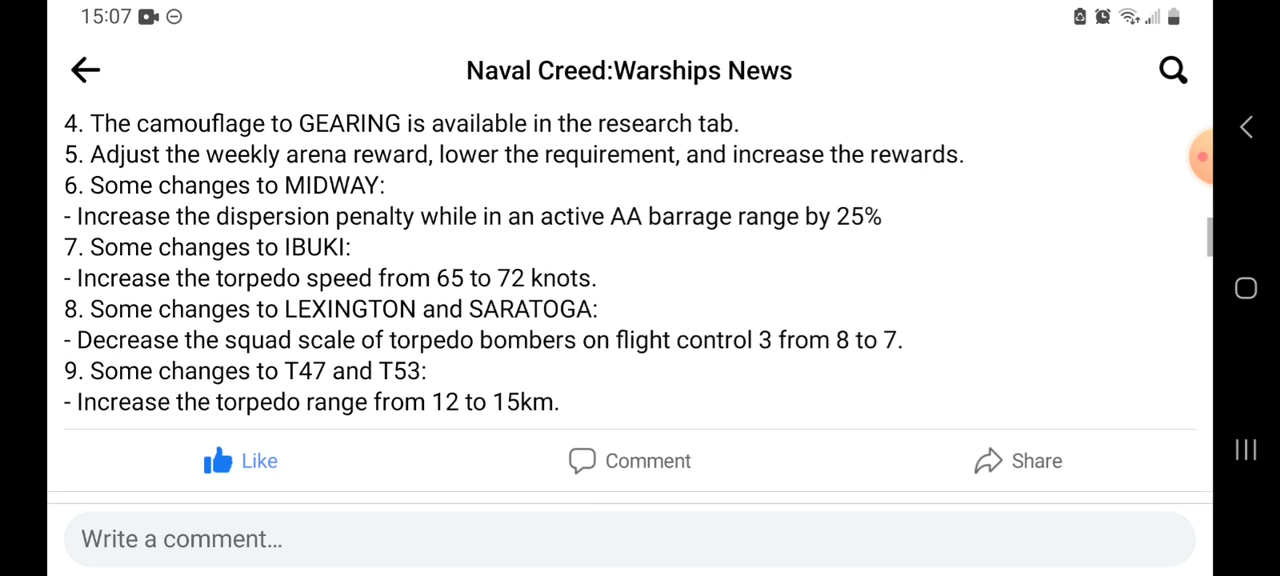 15:07
Naval Creed:Warships News
4. The camouflage to GEARING is available in the research tab.
5. Adjust the weekly arena reward, lower the requirement, and increase the rewards.
6. Some changes to MIDWAY:
- Increase the dispersion penalty while in an active AA barrage range by 25%
7. Some changes to IBUKI:
- Increase the torpedo speed from 65 to 72 knots.
8. Some changes to LEXINGTON and SARATOGA:
- Decrease the squad scale of torpedo bombers on flight control 3 from 8 to 7.
9. Some changes to T47 and T53:
- Increase the torpedo range from 12 to 15km.
Like Comment Share
Write a comment...